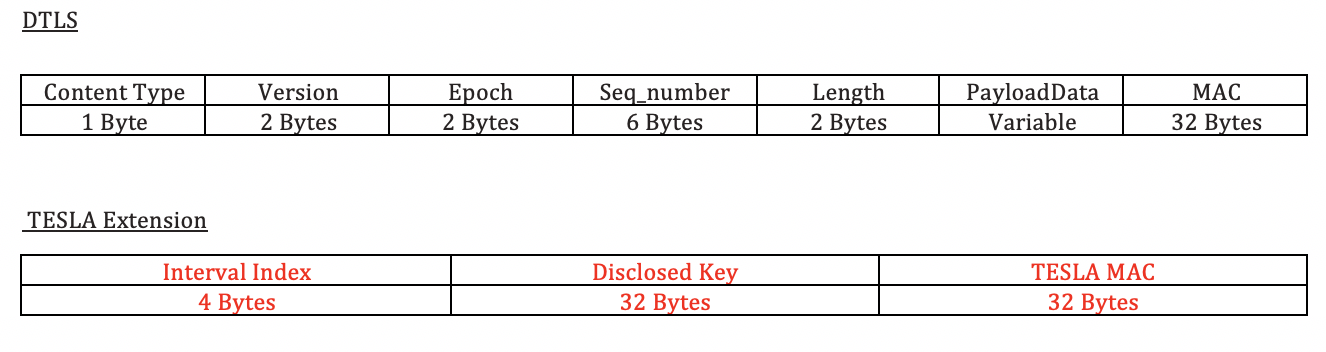 DTLS
Content Type Version Epoch Seq_number Length PayloadData MAC
1 Byte 2 Bytes 2 Bytes 6 Bytes 2 Bytes Variable 32 Bytes
TESLA Extension
Interval Index Disclosed Key TESLA MAC
4 Bytes 32 Bytes 32 Bytes